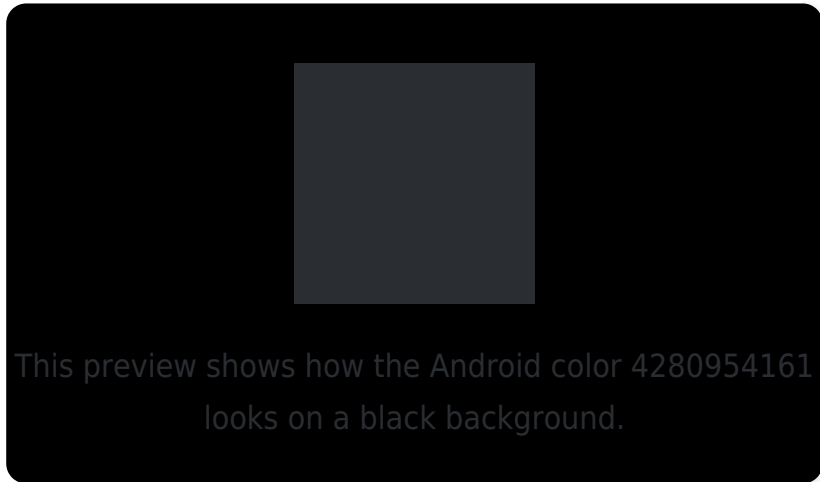 This preview shows how the Android color 4280954161
looks on a black background.